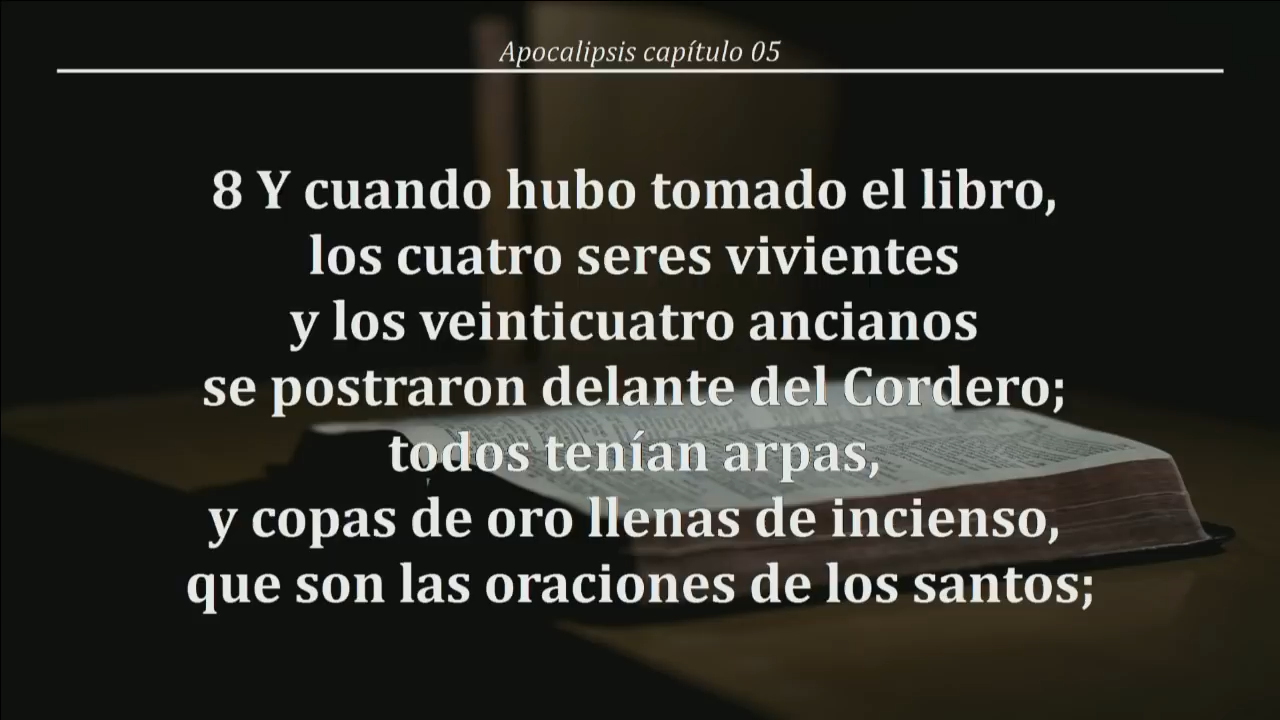 Apocalipsis capítulo 05
8 Y cuando hubo tomado el libro,
los cuatro seres vivientes
y los veinticuatro ancianos
se postraron delante del Cordero;
todos tenían arpas,
y copas de oro llenas de incienso,
que son las oraciones de los santos;